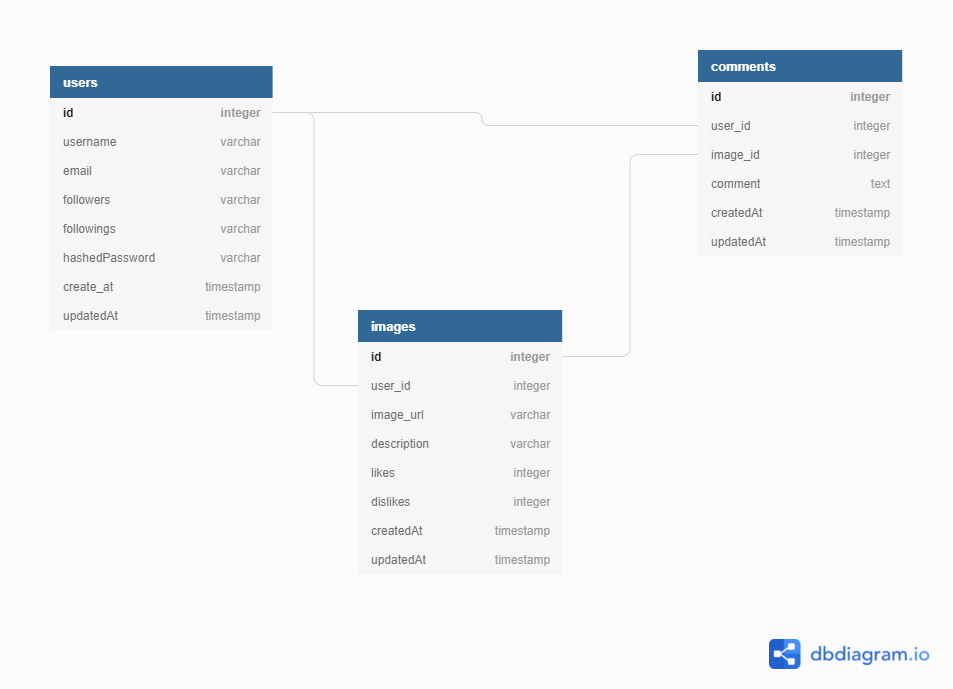 users
id integer
username varchar
email varchar
followers varchar
followings varchar
hashedPassword varchar
create_at timestamp
updatedAt timestamp
comments
id integer
user_id integer
image_id integer
comment text
createdAt timestamp
updatedAt timestamp
images
id integer
user_id integer
image_url varchar
description varchar
likes integer
dislikes integer
createdAt timestamp
updatedAt timestamp
dbdiagram.io